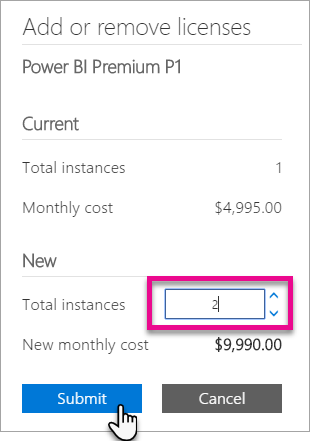 Add or remove licenses
Power BI Premium P1
Current
Total instances 1
Monthly cost $4,995.00
New
Total instances 2
New monthly cost $9,990.00
Submit Cancel